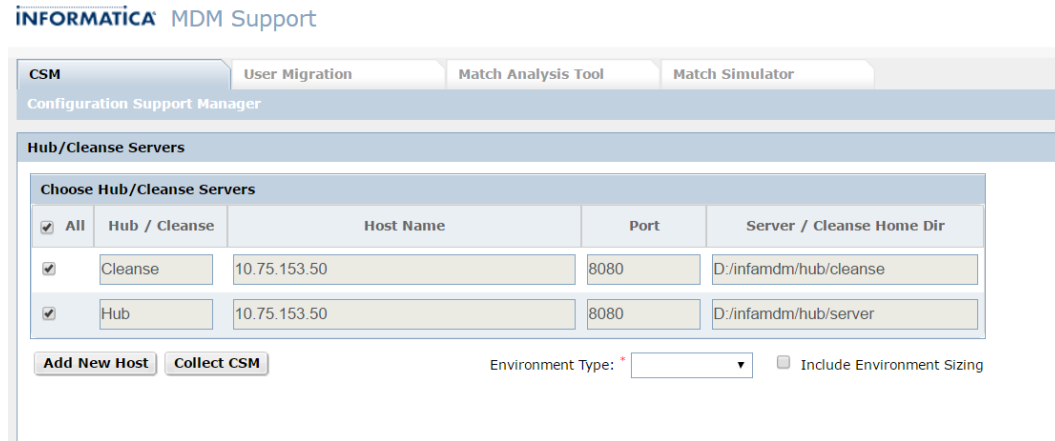 INFORMATICA MDM Support
CSM User Migration Match Analysis Tool Match Simulator
Configuration Support Manager
Hub/Cleanse Servers
Choose Hub/Cleanse Servers
All Hub / Cleanse Host Name Port Server / Cleanse Home Dir
Cleanse 10.75.153.50 8080 D:/infamdm/hub/cleanse
Hub 10.75.153.50 8080 D:/infamdm/hub/server
Add New Host Collect CSM Environment Type: * Include Environment Sizing